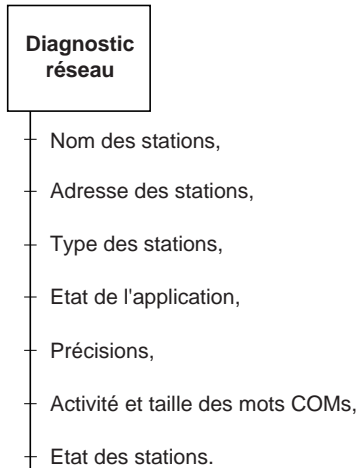 Diagnostic
réseau
Nom des stations,
Adresse des stations,
Type des stations,
Etat de l'application,
Précisions,
Activité et taille des mots COMs,
Etat des stations.